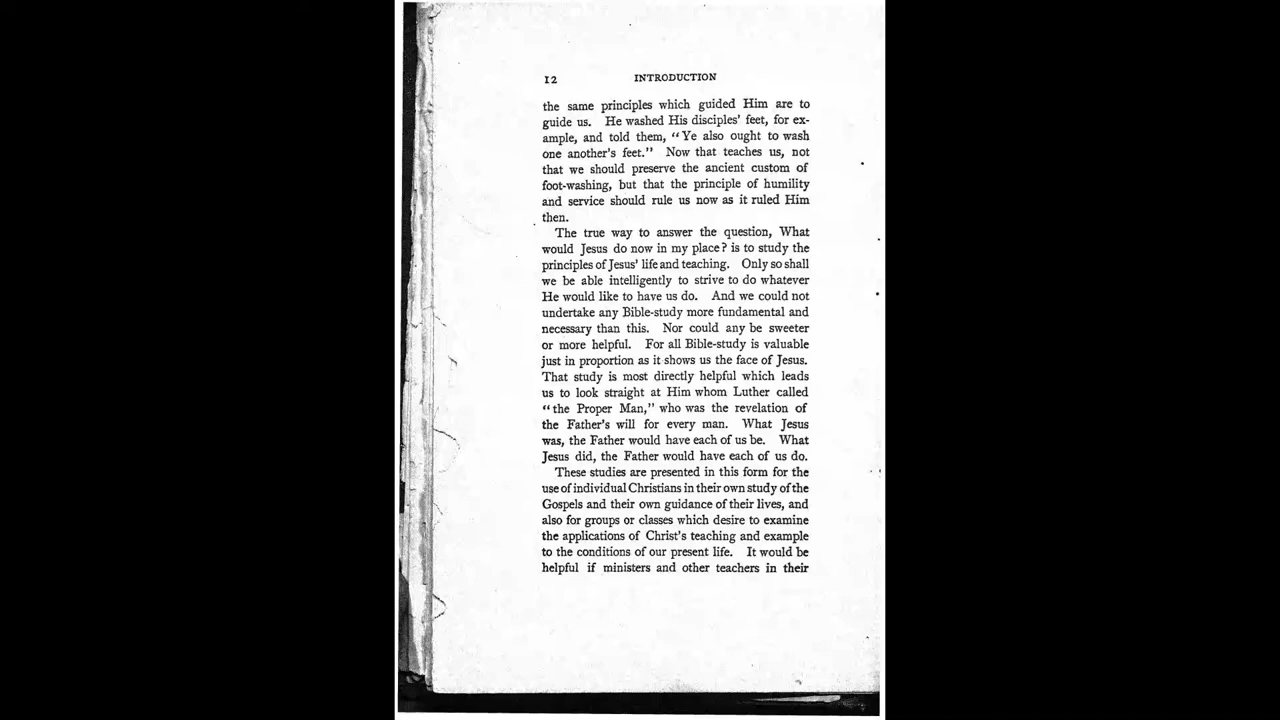 12 INTRODUCTION
the same principles which guided Him are to
guide us. He washed His disciples' feet, for ex-
ample, and told them, "Ye also ought to wash
one another's feet." Now that teaches us, not
that we should preserve the ancient custom of
foot-washing, but that the principle of humility
and service should rule us now as it ruled Him
then.
The true way to answer the question, What
would Jesus do now in my place? is to study the
principles of Jesus' life and teaching. Only so shall
we be able intelligently to strive to do whatever
He would like to have us do. And we could not
undertake any Bible-study more fundamental and
necessary than this. Nor could any be sweeter
or more helpful. For all Bible-study is valuable
just in proportion as it shows us the face of Jesus.
That study is most directly helpful which leads
us to look straight at Him whom Luther called
"the Proper Man," who was the revelation of
the Father's will for every man. What Jesus
was, the Father would have each of us be. What
Jesus did, the Father would have each of us do.
These studies are presented in this form for the
use of individual Christians in their own study of the
Gospels and their own guidance of their lives, and
also for groups or classes which desire to examine
the applications of Christ's teaching and example
to the conditions of our present life. It would be
helpful if ministers and other teachers in their